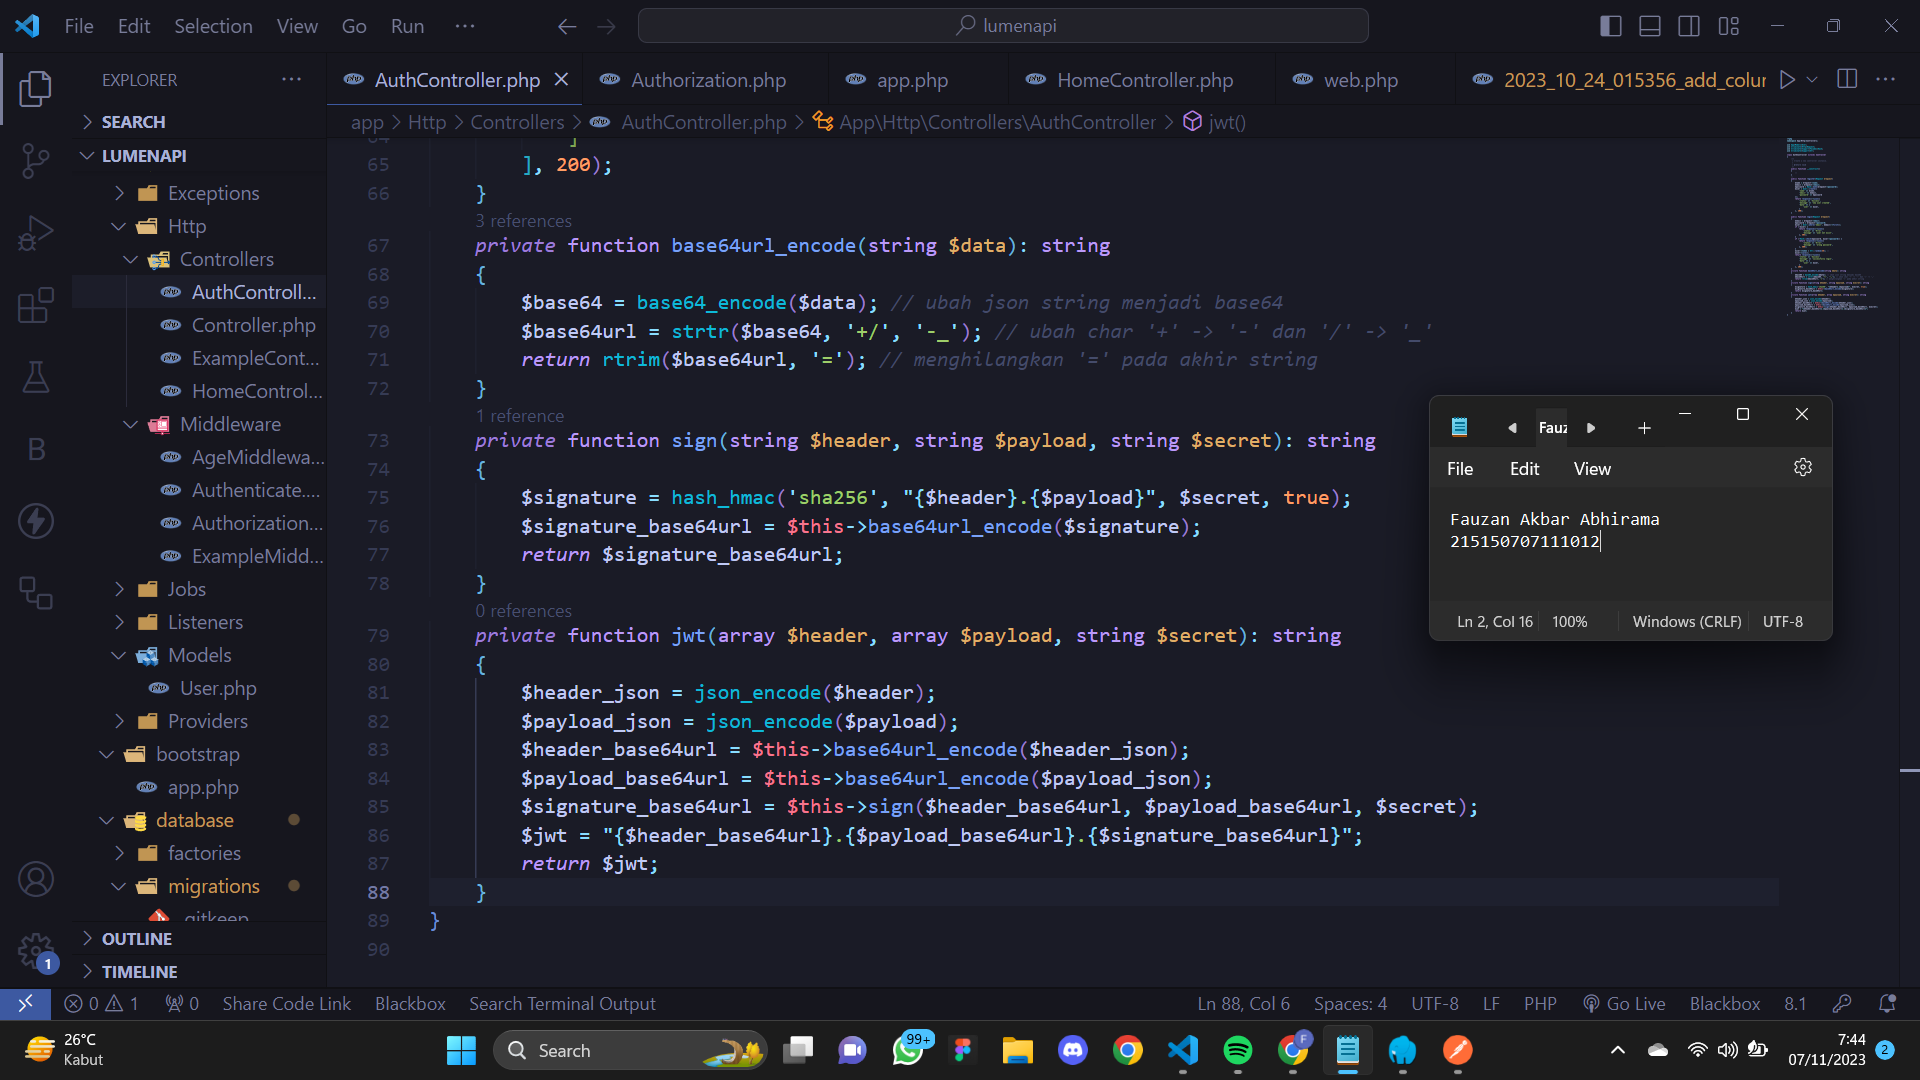 File Edit Selection View Go Run ··· lumenapi
EXPLORER ···
SEARCH
LUMENAPI
Exceptions
Http
Controllers
AuthControll...
Controller.php
ExampleCont...
HomeControl...
Middleware
AgeMiddlewa...
Authenticate....
Authorization...
ExampleMidd...
Jobs
Listeners
Models
User.php
Providers
bootstrap
app.php
database
factories
migrations
.gitkeep
OUTLINE
TIMELINE
AuthController.php Authorization.php app.php HomeController.php web.php 2023_10_24_015356_add_colur
app > Http > Controllers > AuthController.php > App\Http\Controllers\AuthController > jwt()
64 ]
65 ], 200);
66 }
3 references
67 private function base64url_encode(string $data): string
68 {
69 $base64 = base64_encode($data); // ubah json string menjadi base64
70 $base64url = strtr($base64, '+/', '-_'); // ubah char '+' -> '-' dan '/' -> '_'
71 return rtrim($base64url, '='); // menghilangkan '=' pada akhir string
72 }
1 reference
73 private function sign(string $header, string $payload, string $secret): string
74 {
75 $signature = hash_hmac('sha256', "{$header}.{$payload}", $secret, true);
76 $signature_base64url = $this->base64url_encode($signature);
77 return $signature_base64url;
78 }
0 references
79 private function jwt(array $header, array $payload, string $secret): string
80 {
81 $header_json = json_encode($header);
82 $payload_json = json_encode($payload);
83 $header_base64url = $this->base64url_encode($header_json);
84 $payload_base64url = $this->base64url_encode($payload_json);
85 $signature_base64url = $this->sign($header_base64url, $payload_base64url, $secret);
86 $jwt = "{$header_base64url}.{$payload_base64url}.{$signature_base64url}";
87 return $jwt;
88 }
89 }
90
Fauz
File Edit View
Fauzan Akbar Abhirama
215150707111012
Ln 2, Col 16 100% Windows (CRLF) UTF-8
B
1
0 1 0 Share Code Link Blackbox Search Terminal Output Ln 88, Col 6 Spaces: 4 UTF-8 LF PHP Go Live Blackbox 8.1
26°C
Kabut
Search
99+
F
7:44
07/11/2023
2